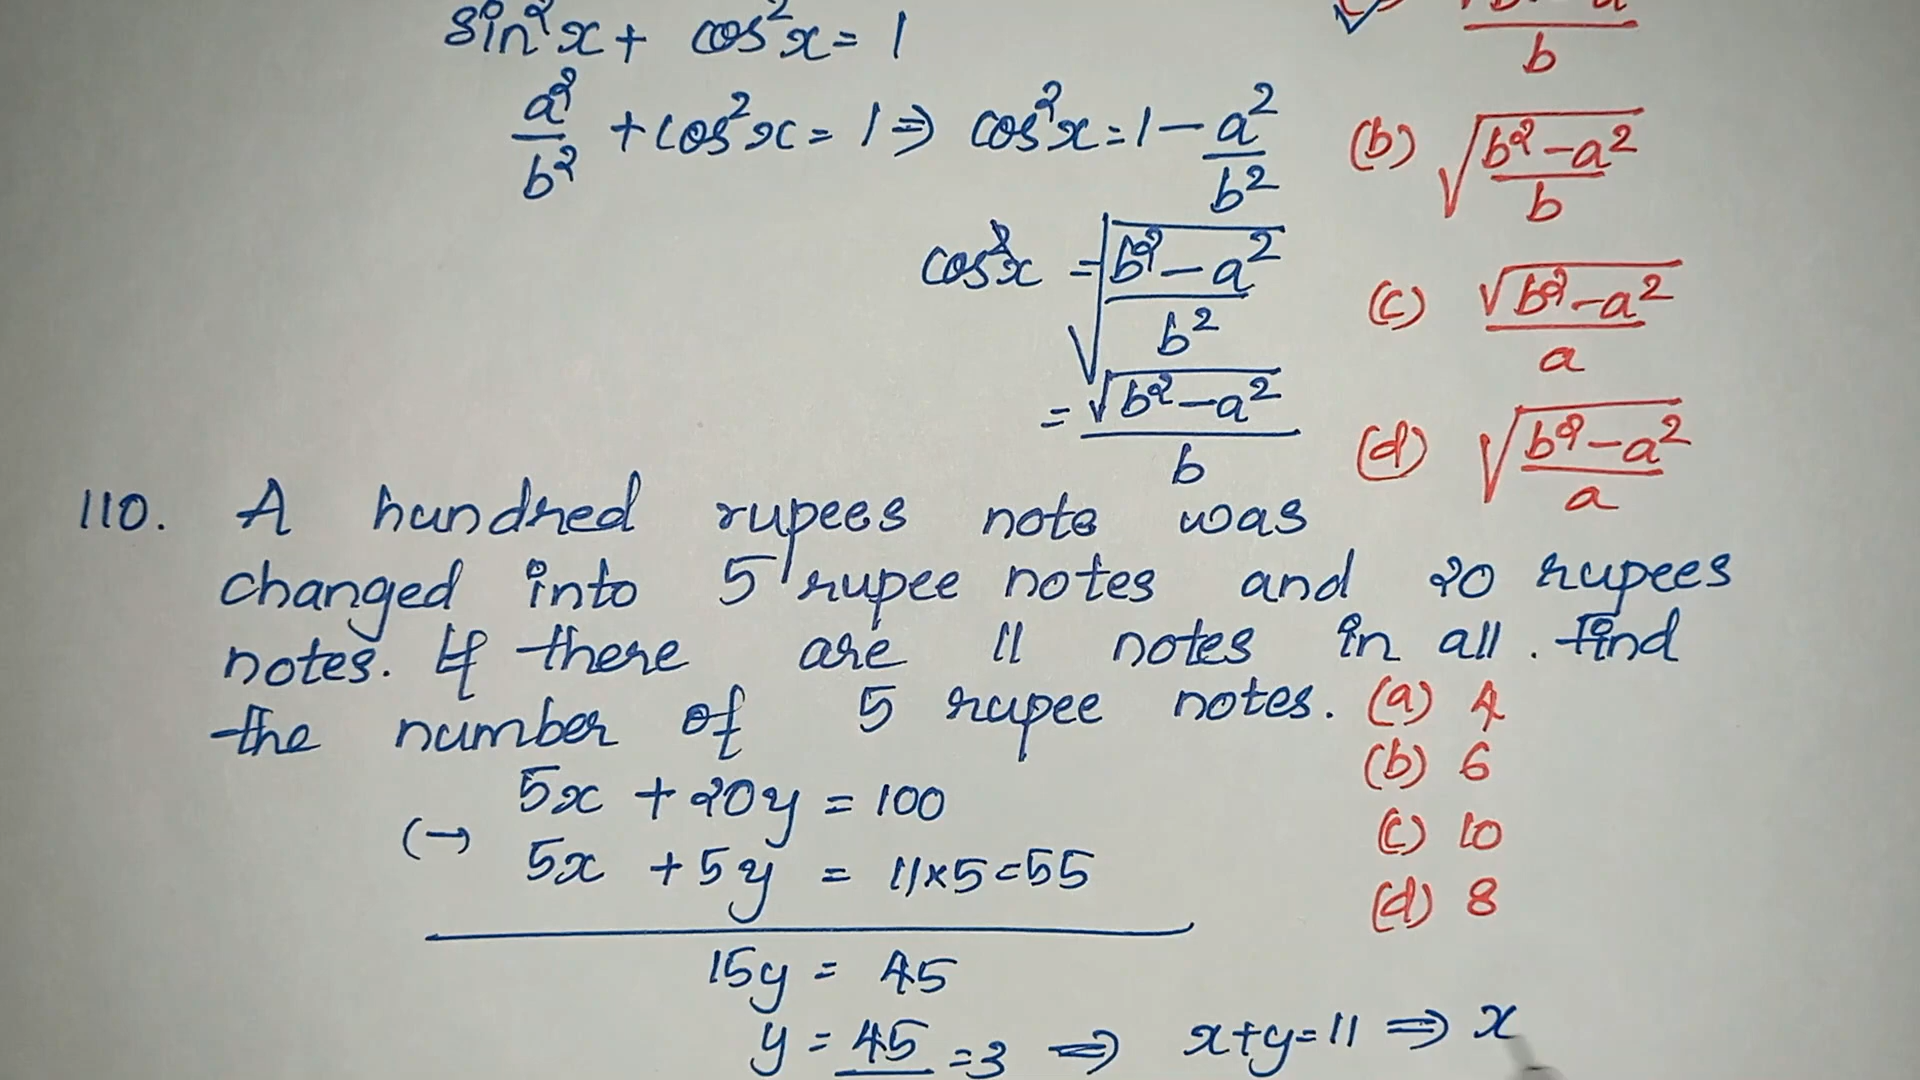 sin²x + cos²x = 1
a²/b² + cos²x = 1 ⇒ cos²x = 1 - a²/b²
cos²x = √(b²-a²/b²)
= √(b²-a²)/b
b
(b) √(b²-a²/b)
(c) √(b²-a²)/a
(d) √(b²-a²/a)
110. A hundred rupees note was
changed into 5 rupee notes and 20 rupees
notes. If there are 11 notes in all. find
the number of 5 rupee notes. (a) 4
(b) 6
(c) 10
(d) 8
5x + 20y = 100
(-) 5x + 5y = 11×5=55
15y = 45
y = 45 = 3 ⇒ x+y=11 ⇒ x